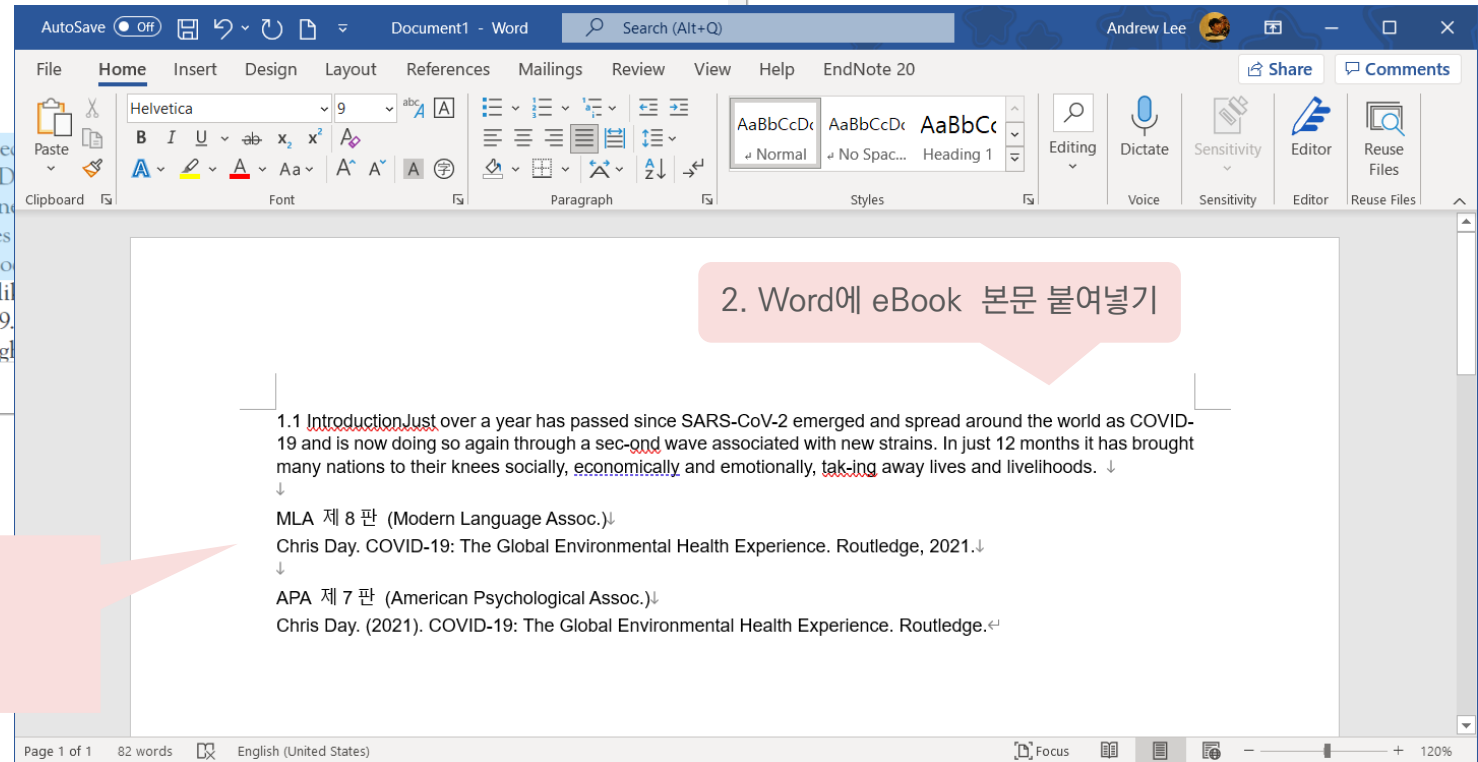 AutoSave Off Document1 - Word Search (Alt+Q) Andrew Lee
File Home Insert Design Layout References Mailings Review View Help EndNote 20 Share Comments
Paste
Helvetica 9
AaBbCcDc AaBbCcDc AaBbCc
Normal No Spac... Heading 1
Editing
Dictate
Sensitivity
Editor
Reuse Files
Clipboard Font Paragraph Styles Voice Sensitivity Editor Reuse Files
2. Word에 eBook 본문 붙여넣기
1.1 IntroductionJust over a year has passed since SARS-CoV-2 emerged and spread around the world as COVID-
19 and is now doing so again through a sec-ond wave associated with new strains. In just 12 months it has brought
many nations to their knees socially, economically and emotionally, tak-ing away lives and livelihoods. ↓
↓
MLA 제 8 판 (Modern Language Assoc.)↓
Chris Day. COVID-19: The Global Environmental Health Experience. Routledge, 2021.↓
↓
APA 제 7 판 (American Psychological Assoc.)↓
Chris Day. (2021). COVID-19: The Global Environmental Health Experience. Routledge.↵
Page 1 of 1 82 words English (United States) Focus 120%